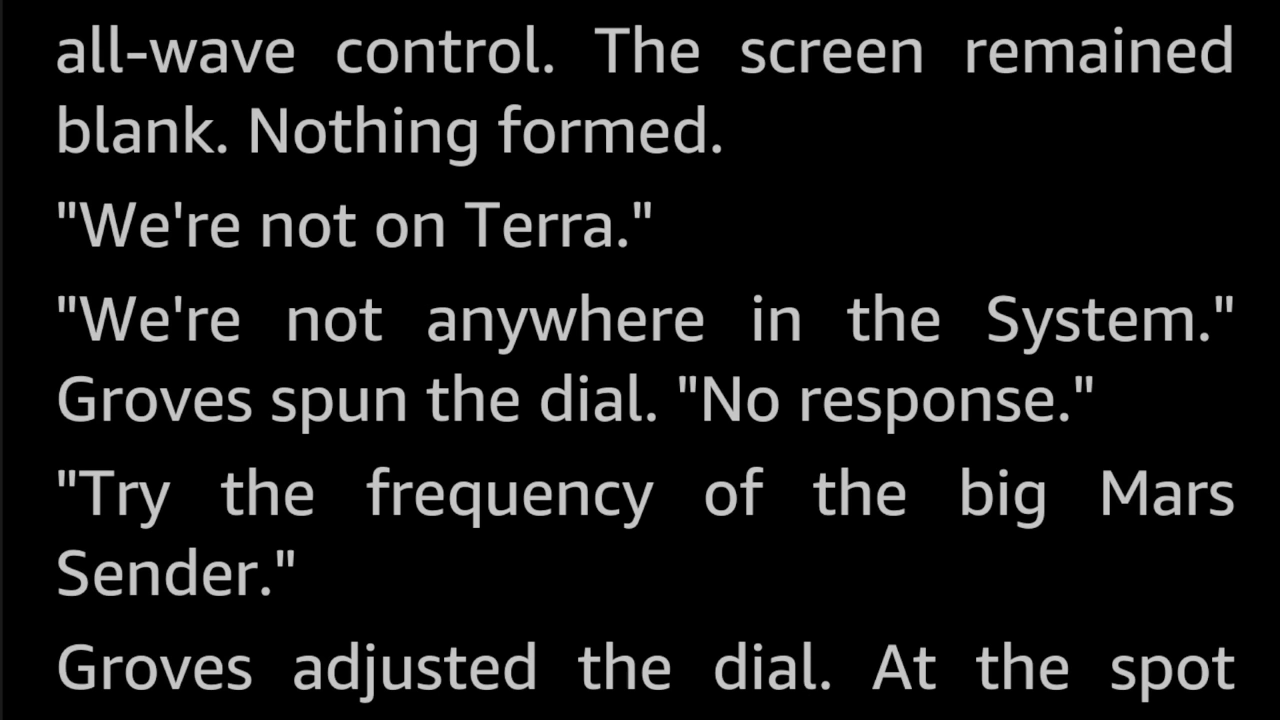 all-wave control. The screen remained
blank. Nothing formed.
"We're not on Terra."
"We're not anywhere in the System."
Groves spun the dial. "No response."
"Try the frequency of the big Mars
Sender."
Groves adjusted the dial. At the spot